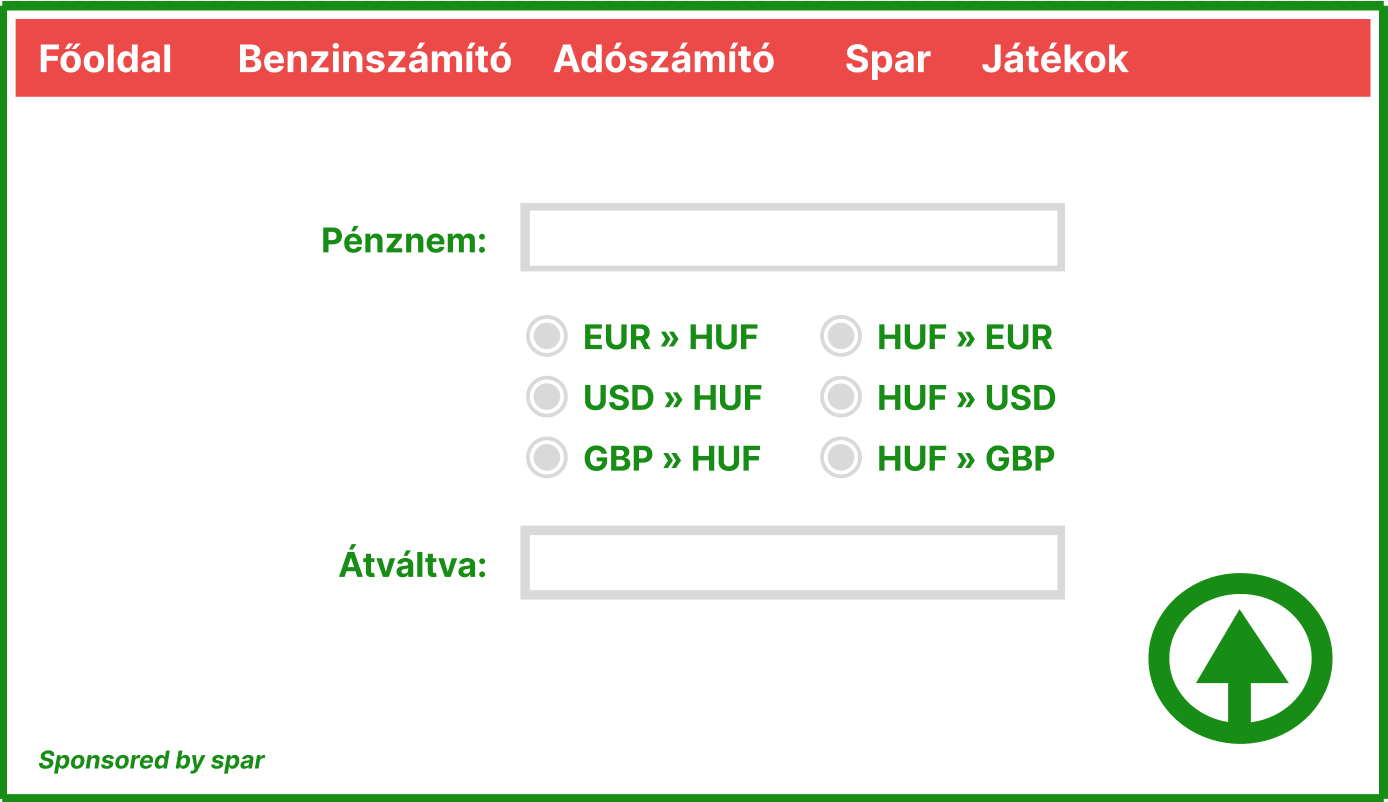 Főoldal Benzinszámító Adószámító Spar Játékok
Pénznem:
EUR » HUF HUF » EUR
USD » HUF HUF » USD
GBP » HUF HUF » GBP
Átváltva:
Sponsored by spar